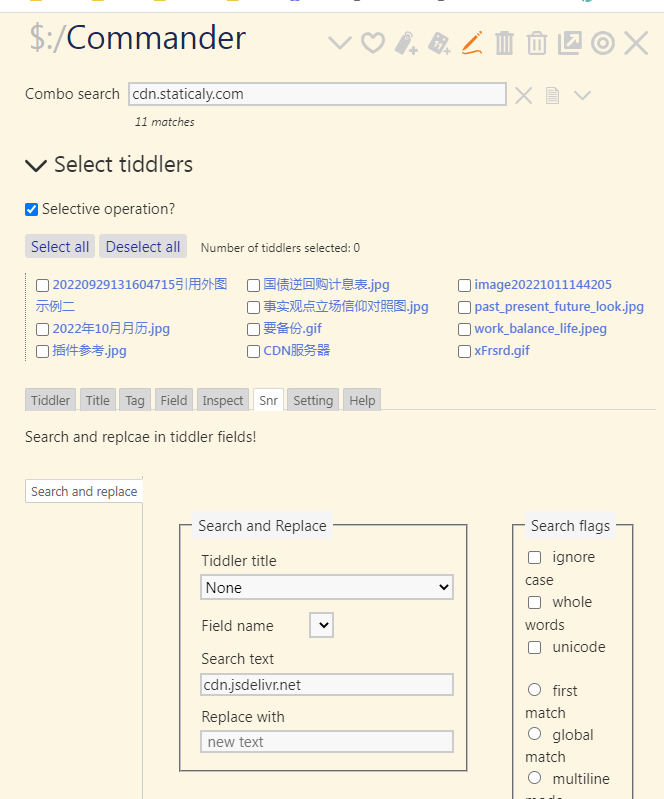 $:/Commander
Combo search cdn.staticaly.com
11 matches
Select tiddlers
Selective operation?
Select all Deselect all Number of tiddlers selected: 0
20220929131604715引用外图
示例二
2022年10月月历.jpg
插件参考.jpg
国债逆回购计息表.jpg
事实观点立场信仰对照图.jpg
要备份.gif
CDN服务器
image20221011144205
past_present_future_look.jpg
work_balance_life.jpeg
xFrsrd.gif
Tiddler Title Tag Field Inspect Snr Setting Help
Search and replcae in tiddler fields!
Search and replace
Search and Replace
Tiddler title
None
Field name
Search text
cdn.jsdelivr.net
Replace with
new text
Search flags
ignore
case
whole
words
unicode
first
match
global
match
multiline